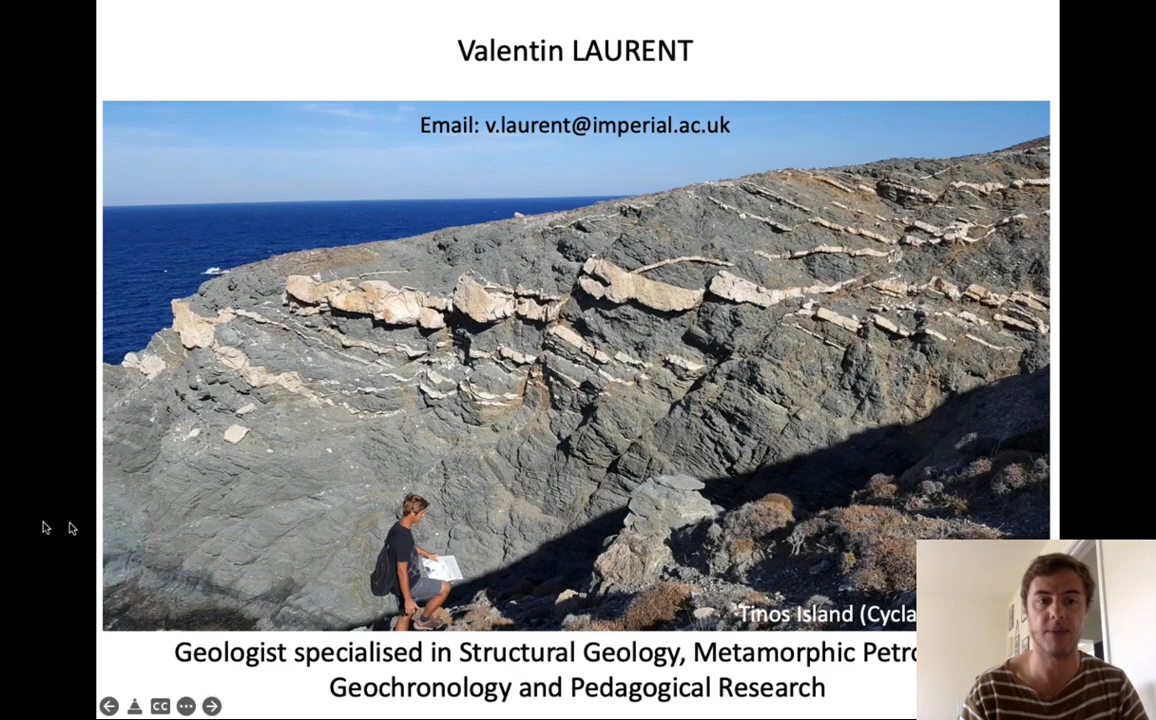 Valentin LAURENT
Email: v.laurent@imperial.ac.uk
Tinos Island
Geologist specialised in Structural Geology, Metamorphic
Geochronology and Pedagogical Research
CC